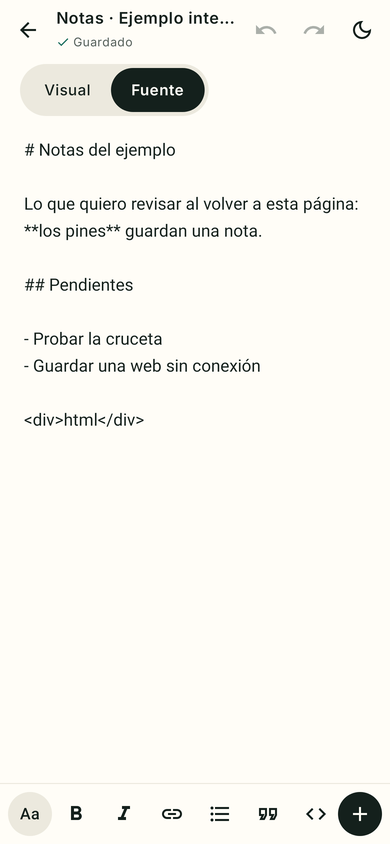 Notas · Ejemplo inte...
Guardado
Visual
Fuente
# Notas del ejemplo
Lo que quiero revisar al volver a esta página:
**los pines** guardan una nota.
## Pendientes
- Probar la cruceta
- Guardar una web sin conexión
<div>html</div>
Aa B I